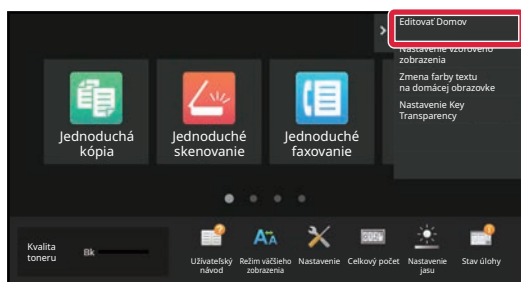 Editovať Domov
Nastavenie vzorového
zobrazenia
Zmena farby textu
na domácej obrazovke
Nastavenie Key
Transparency
Jednoduchá
kópia
Jednoduché
skenovanie
Jednoduché
faxovanie
Kvalita
toneru
Bk
Užívateľský
návod
Režim väčšieho
zobrazenia
Nastavenie
Celkový počet
Nastavenie
jasu
Stav úlohy